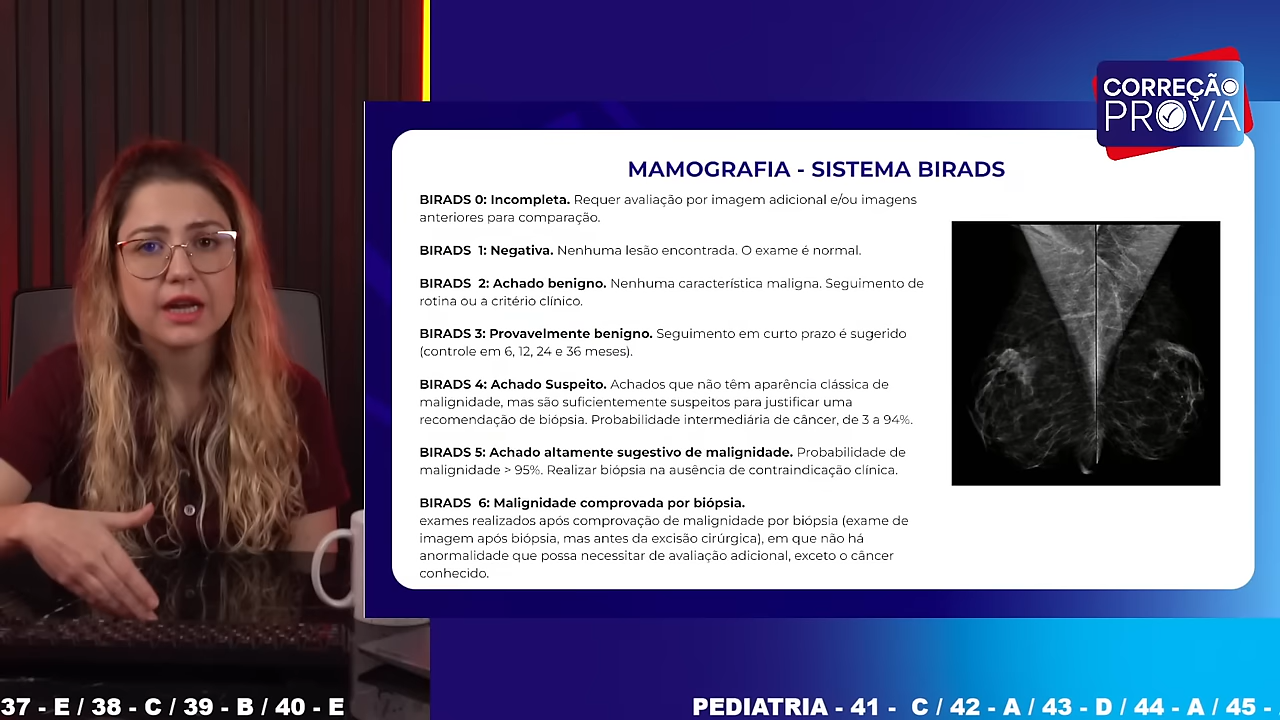 CORREÇÃO
PROVA
MAMOGRAFIA - SISTEMA BIRADS
BIRADS 0: Incompleta. Requer avaliação por imagem adicional e/ou imagens
anteriores para comparação.
BIRADS 1: Negativa. Nenhuma lesão encontrada. O exame é normal.
BIRADS 2: Achado benigno. Nenhuma característica maligna. Seguimento de
rotina ou a critério clínico.
BIRADS 3: Provavelmente benigno. Seguimento em curto prazo é sugerido
(controle em 6, 12, 24 e 36 meses).
BIRADS 4: Achado Suspeito. Achados que não têm aparência clássica de
malignidade, mas são suficientemente suspeitos para justificar uma
recomendação de biópsia. Probabilidade intermediária de câncer, de 3 a 94%.
BIRADS 5: Achado altamente sugestivo de malignidade. Probabilidade de
malignidade > 95%. Realizar biópsia na ausência de contraindicação clínica.
BIRADS 6: Malignidade comprovada por biópsia.
exames realizados após comprovação de malignidade por biópsia (exame de
imagem após biópsia, mas antes da excisão cirúrgica), em que não há
anormalidade que possa necessitar de avaliação adicional, exceto o câncer
conhecido.
37 - E / 38 - C / 39 - B / 40 - E PEDIATRIA - 41 - C / 42 - A / 43 - D / 44 - A / 45 -